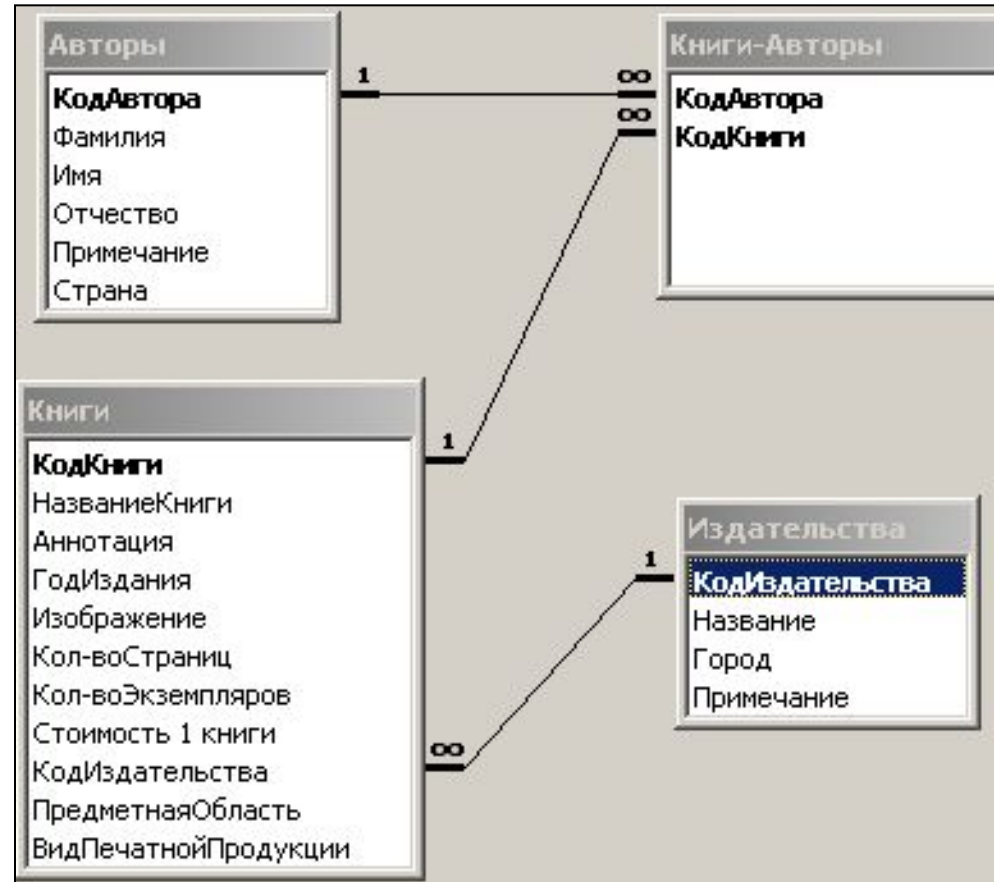 Авторы
КодАвтора
Фамилия
Имя
Отчество
Примечание
Страна
1
∞
∞
Книги-Авторы
КодАвтора
КодКниги
Книги
КодКниги
НазваниеКниги
Аннотация
ГодИздания
Изображение
Кол-воСтраниц
Кол-воЭкземпляров
Стоимость 1 книги
КодИздательства
ПредметнаяОбласть
ВидПечатнойПродукции
1
∞
1
Издательства
КодИздательства
Название
Город
Примечание